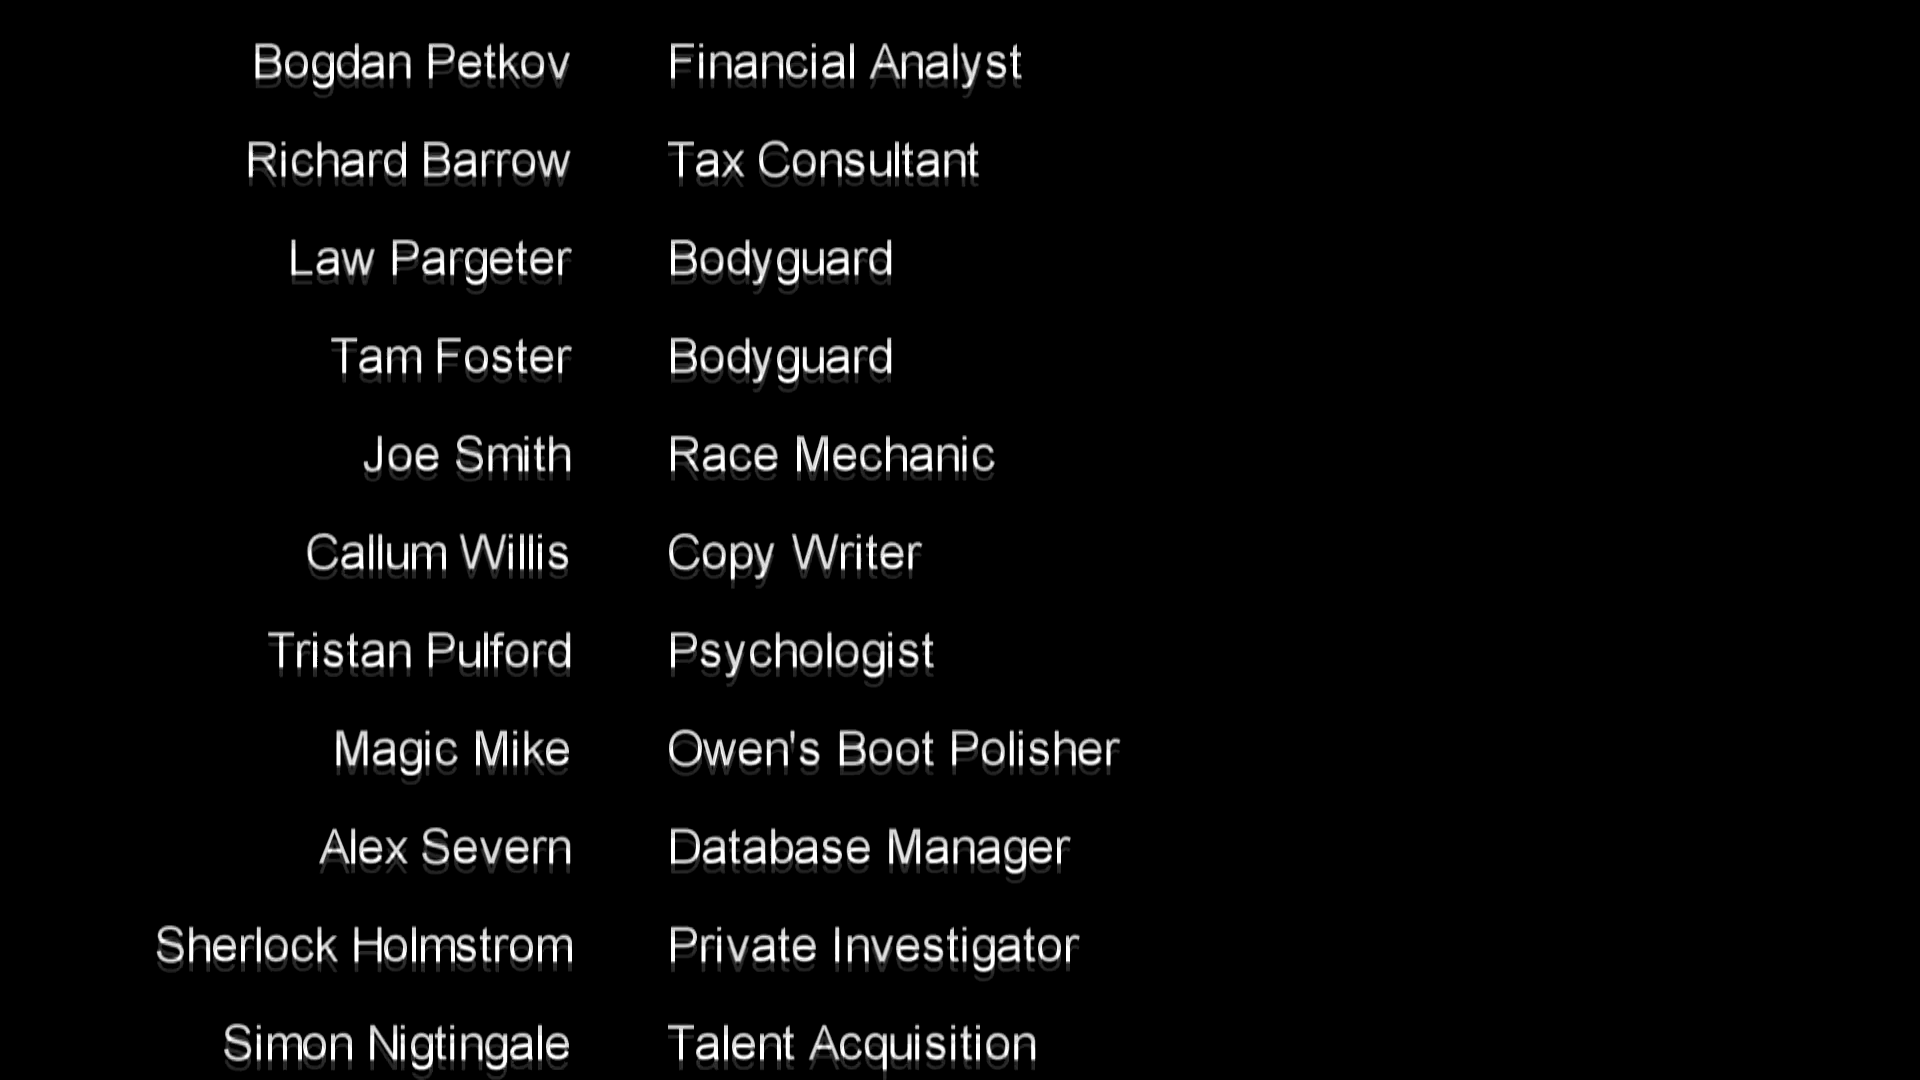 Bogdan Petkov Financial Analyst
Richard Barrow Tax Consultant
Law Pargeter Bodyguard
Tam Foster Bodyguard
Joe Smith Race Mechanic
Callum Willis Copy Writer
Tristan Pulford Psychologist
Magic Mike Owen's Boot Polisher
Alex Severn Database Manager
Sherlock Holmstrom Private Investigator
Simon Nigtingale Talent Acquisition